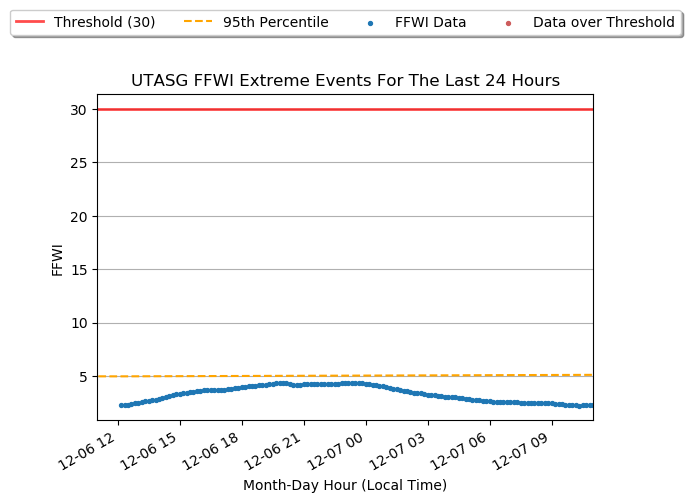 Threshold (30) 95th Percentile FFWI Data Data over Threshold
UTASG FFWI Extreme Events For The Last 24 Hours
30
25
20
15
10
5
FFWI
12-06 12 12-06 15 12-06 18 12-06 21 12-07 00 12-07 03 12-07 06 12-07 09
Month-Day Hour (Local Time)